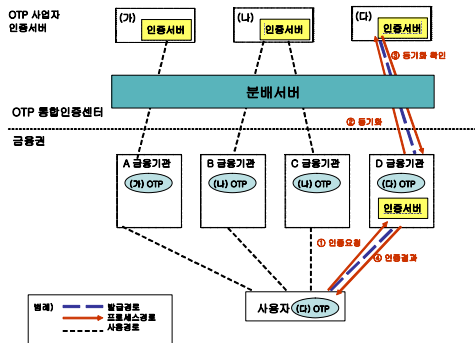 OTP 사업자
인증서버
(가)
인증서버
(나)
인증서버
(다)
인증서버
③ 동기화 확인
분배서버
OTP 통합인증센터
② 동기화
금융권
A 금융기관
(가) OTP
B 금융기관
(나) OTP
C 금융기관
(나) OTP
D 금융기관
(다) OTP
인증서버
① 인증요청
④ 인증결과
사용자
(다) OTP
범례)
발급경로
프로세스경로
사용경로